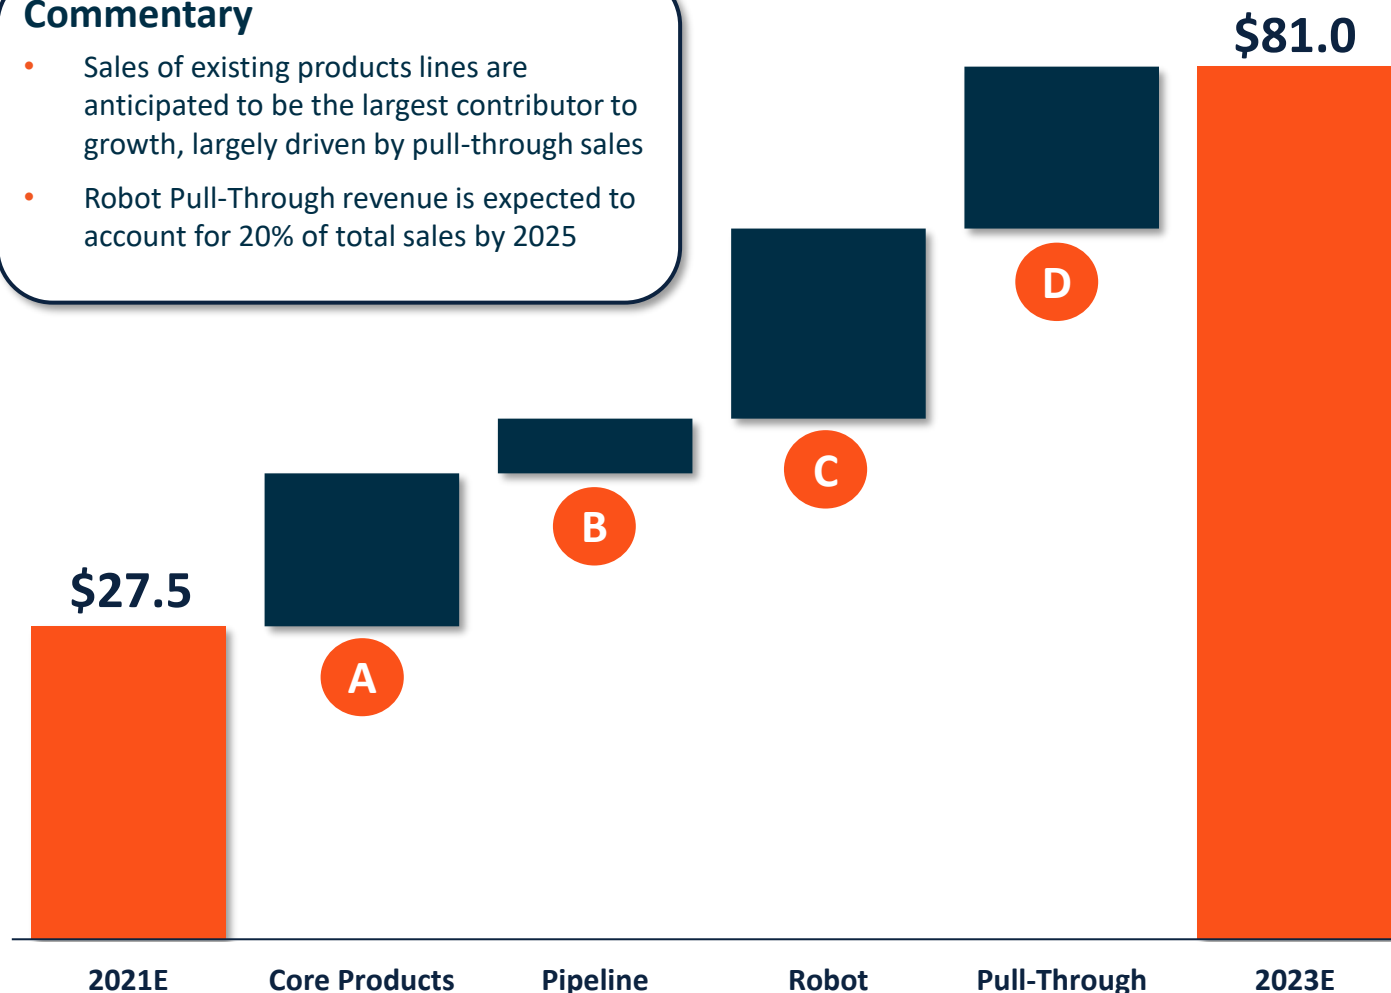 Commentary
• Sales of existing products lines are
anticipated to be the largest contributor to
growth, largely driven by pull-through sales
• Robot Pull-Through revenue is expected to
account for 20% of total sales by 2025
$81.0
D
C
B
$27.5
A
2021E
Core Products
Pipeline
Robot
Pull-Through
2023E